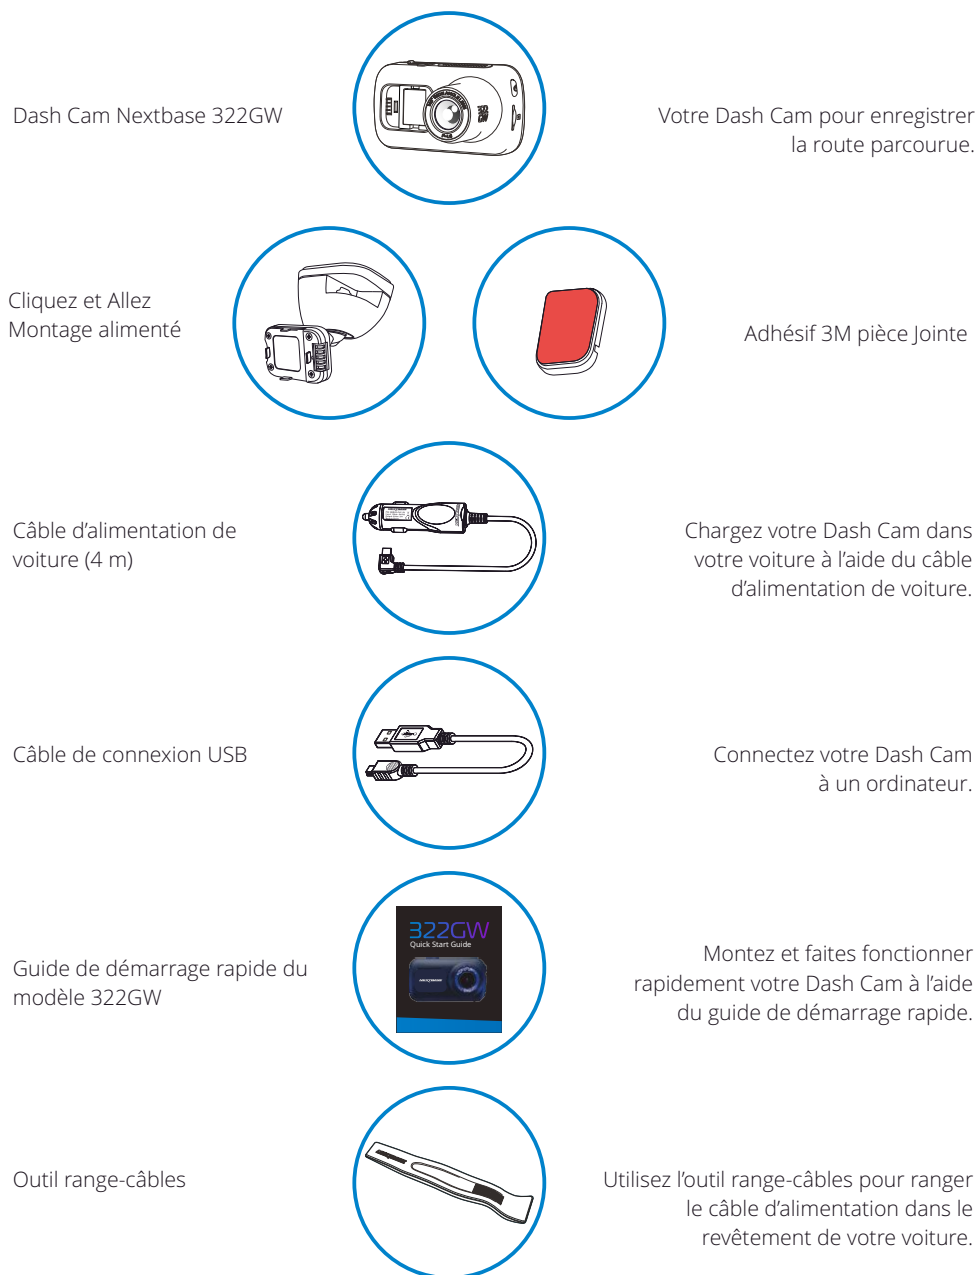 Dash Cam Nextbase 322GW
Votre Dash Cam pour enregistrer
la route parcourue.
Cliquez et Allez
Montage alimenté
Adhésif 3M pièce Jointe
Câble d’alimentation de
voiture (4 m)
Chargez votre Dash Cam dans
votre voiture à l’aide du câble
d’alimentation de voiture.
Câble de connexion USB
Connectez votre Dash Cam
à un ordinateur.
Guide de démarrage rapide du
modèle 322GW
322GW
Quick Start Guide
Montez et faites fonctionner
rapidement votre Dash Cam à l’aide
du guide de démarrage rapide.
Outil range-câbles
Utilisez l’outil range-câbles pour ranger
le câble d’alimentation dans le
revêtement de votre voiture.